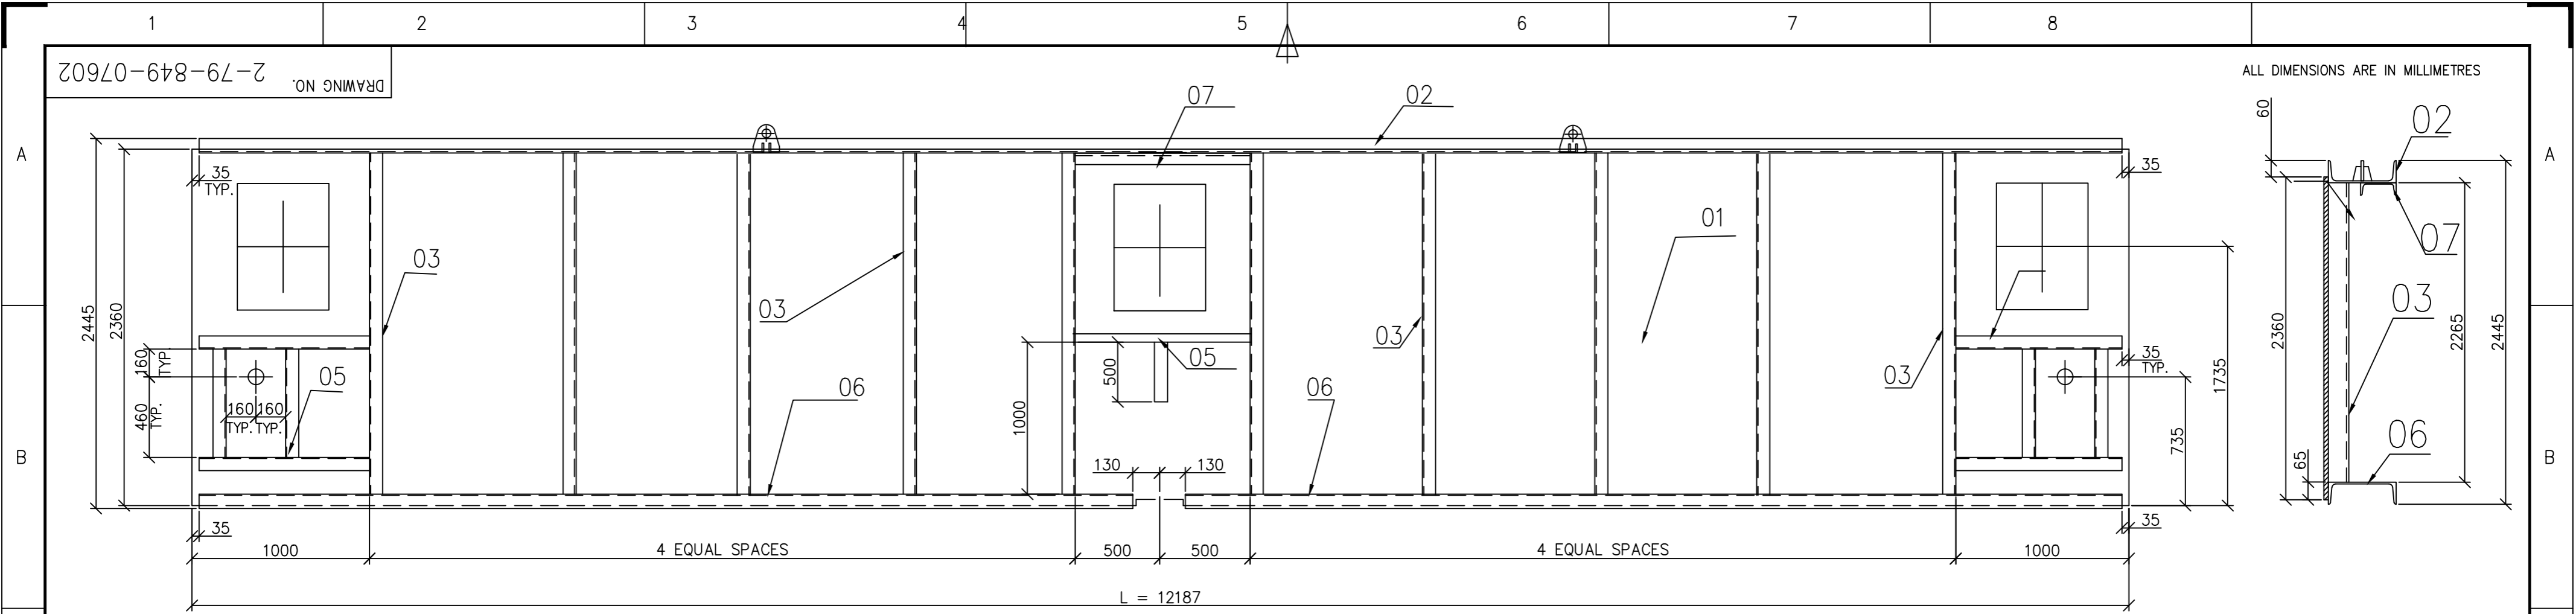 1 2 3 4 5 6 7 8
DRAWING NO. 2-79-849-07602
ALL DIMENSIONS ARE IN MILLIMETRES
A
A
B
B
07
02
35
TYP.
35
03
03
01
03
03
2445
2360
160
TYP.
460
TYP.
160 160
TYP. TYP.
05
06
500
05
1000
06
130
130
35
TYP.
1735
735
35
35
1000
4 EQUAL SPACES
500
500
4 EQUAL SPACES
1000
L = 12187
60
02
07
03
2360
2265
2445
06
65